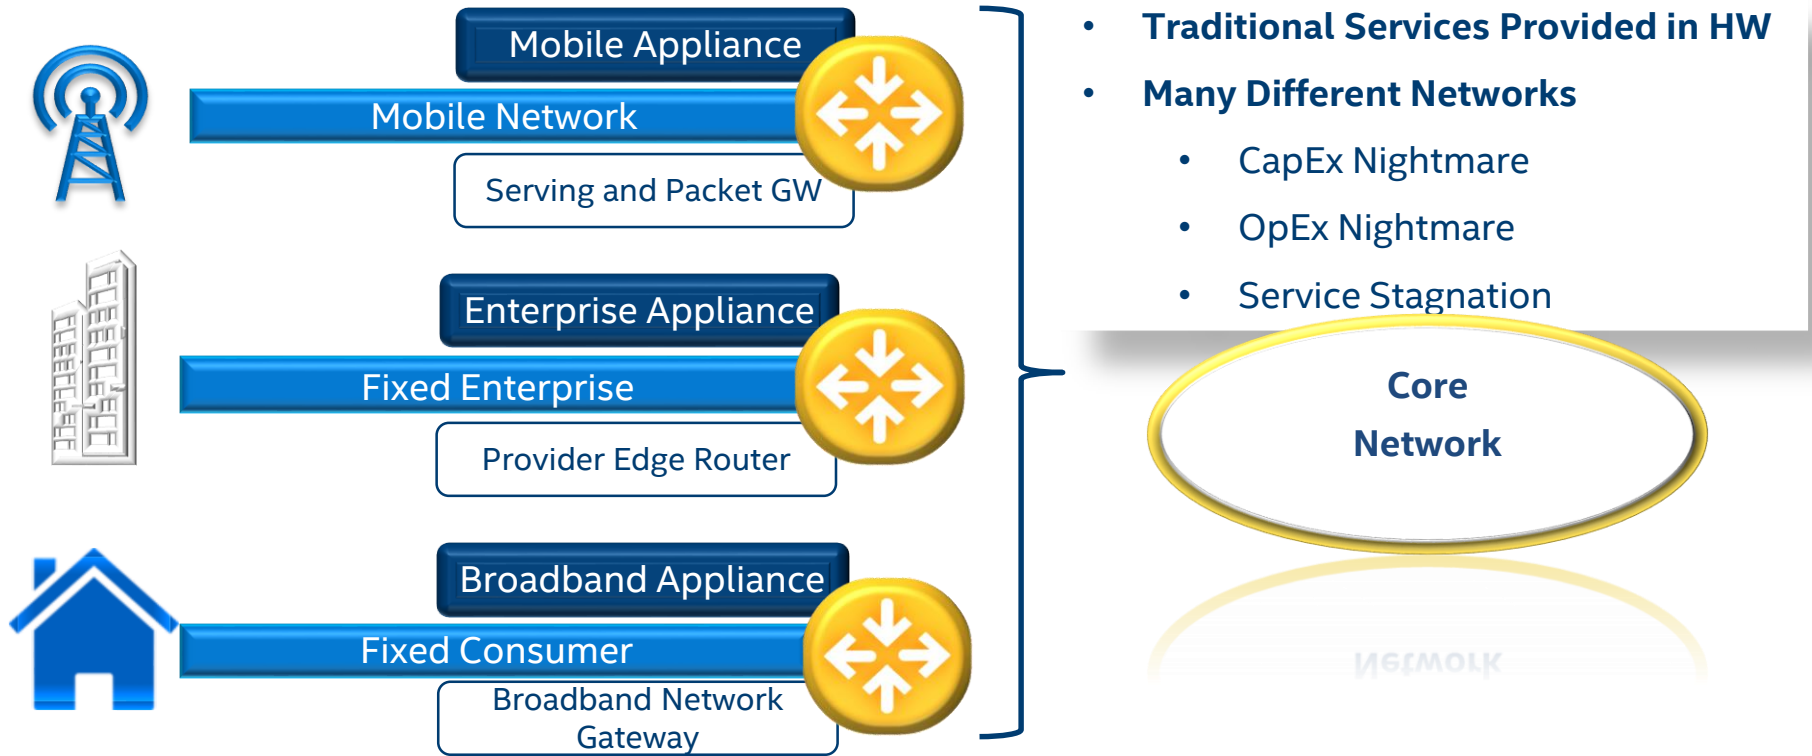 Mobile Appliance
Mobile Network
Serving and Packet GW
Enterprise Appliance
Fixed Enterprise
Provider Edge Router
Broadband Appliance
Fixed Consumer
Broadband Network
Gateway
• Traditional Services Provided in HW
• Many Different Networks
• CapEx Nightmare
• OpEx Nightmare
• Service Stagnation
Core
Network
Network